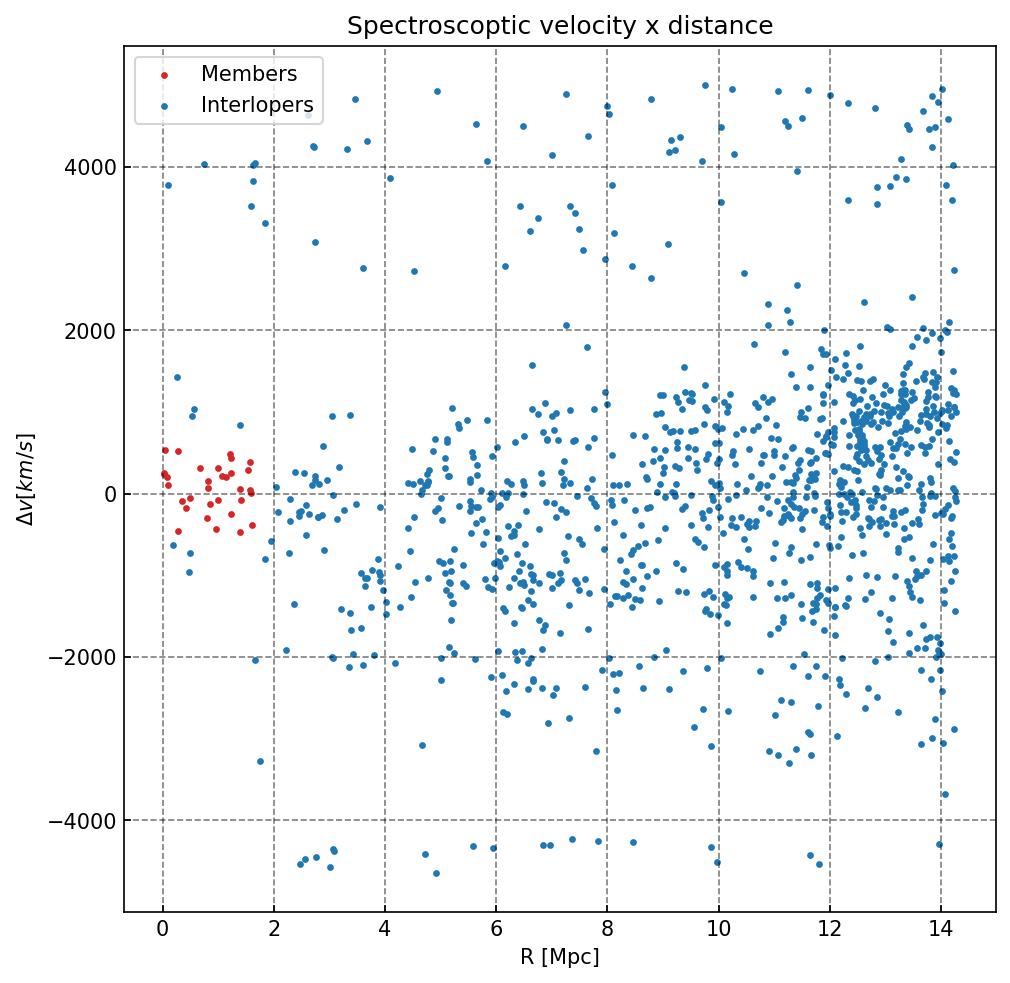 Spectroscoptic velocity x distance
Members
Interlopers
4000
2000
0
−2000
−4000
Δv[km/s]
0 2 4 6 8 10 12 14
R [Mpc]